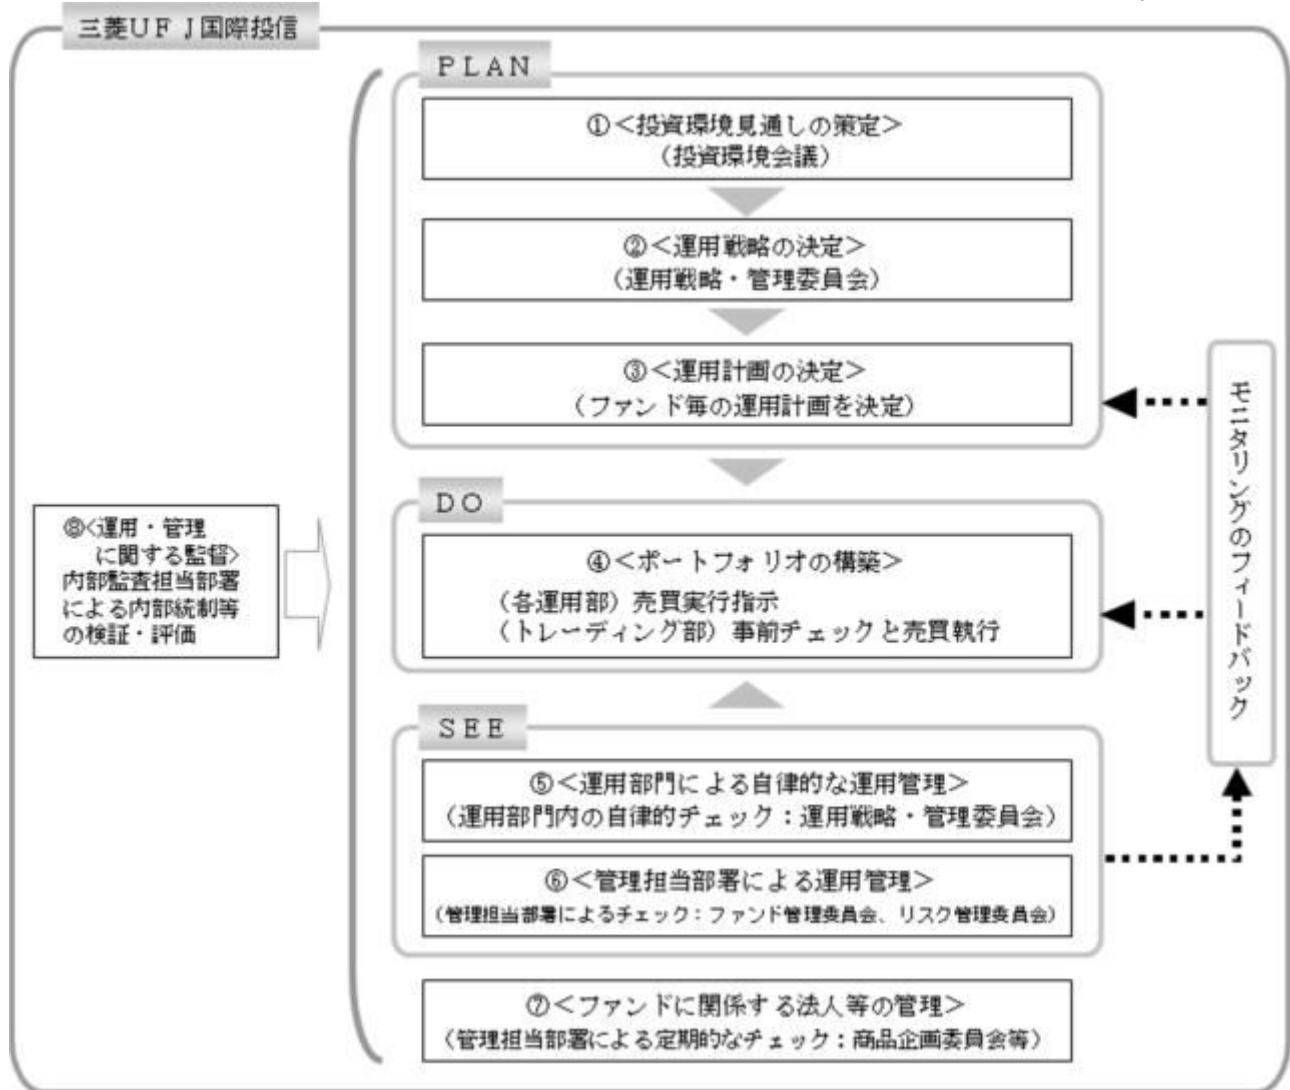 三菱ＵＦＪ国際投信
ＰＬＡＮ
①＜投資環境見通しの策定＞
（投資環境会議）
②＜運用戦略の決定＞
（運用戦略・管理委員会）
③＜運用計画の決定＞
（ファンド毎の運用計画を決定）
ＤＯ
④＜ポートフォリオの構築＞
（各運用部）売買実行指示
（トレーディング部）事前チェックと売買執行
ＳＥＥ
⑤＜運用部門による自律的な運用管理＞
（運用部門内の自律的チェック：運用戦略・管理委員会）
⑥＜管理担当部署による運用管理＞
（管理担当部署によるチェック：ファンド管理委員会、リスク管理委員会）
⑦＜ファンドに関係する法人等の管理＞
（管理担当部署による定期的なチェック：商品企画委員会等）
⑧＜運用・管理
に関する監督＞
内部監査担当部署
による内部統制等
の検証・評価
モニタリングのフィードバック